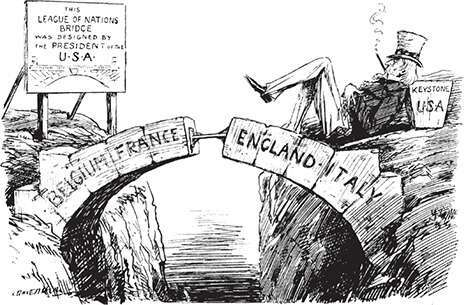 THIS
LEAGUE OF NATIONS
BRIDGE
WAS DESIGNED BY
THE PRESIDENT OF THE
U·S·A·
KEYSTONE
USA
BELGIUM FRANCE
ENGLAND-ITALY